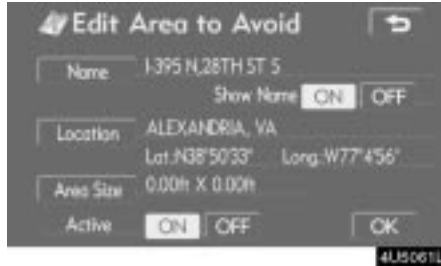 Edit Area to Avoid
Name I-395 N,28TH ST S
Show Name ON OFF
Location ALEXANDRIA, VA
Lat:N38°50'33" Long:W77°4'56"
Area Size 0.00ft X 0.00ft
Active ON OFF OK
4U5061L